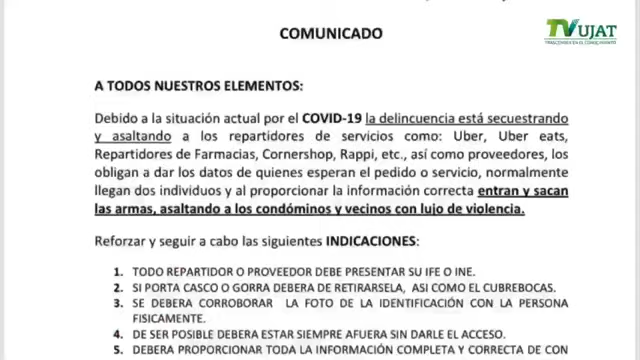 TVUJAT
COMUNICADO
A TODOS NUESTROS ELEMENTOS:
Debido a la situación actual por el COVID-19 la delincuencia está secuestrando
y asaltando a los repartidores de servicios como: Uber, Uber eats,
Repartidores de Farmacias, Cornershop, Rappi, etc., así como proveedores, los
obligan a dar los datos de quienes esperan el pedido o servicio, normalmente
llegan dos individuos y al proporcionar la información correcta entran y sacan
las armas, asaltando a los condóminos y vecinos con lujo de violencia.
Reforzar y seguir a cabo las siguientes INDICACIONES:
1. TODO REPARTIDOR O PROVEEDOR DEBE PRESENTAR SU IFE O INE.
2. SI PORTA CASCO O GORRA DEBERA DE RETIRARSELA, ASI COMO EL CUBREBOCAS.
3. SE DEBERA CORROBORAR LA FOTO DE LA IDENTIFICACIÓN CON LA PERSONA
FISICAMENTE.
4. DE SER POSIBLE DEBERA ESTAR SIEMPRE AFUERA SIN DARLE EL ACCESO.
5. DEBERA PROPORCIONAR TODA LA INFORMACIÓN COMPLETA Y CORRECTA DE CON